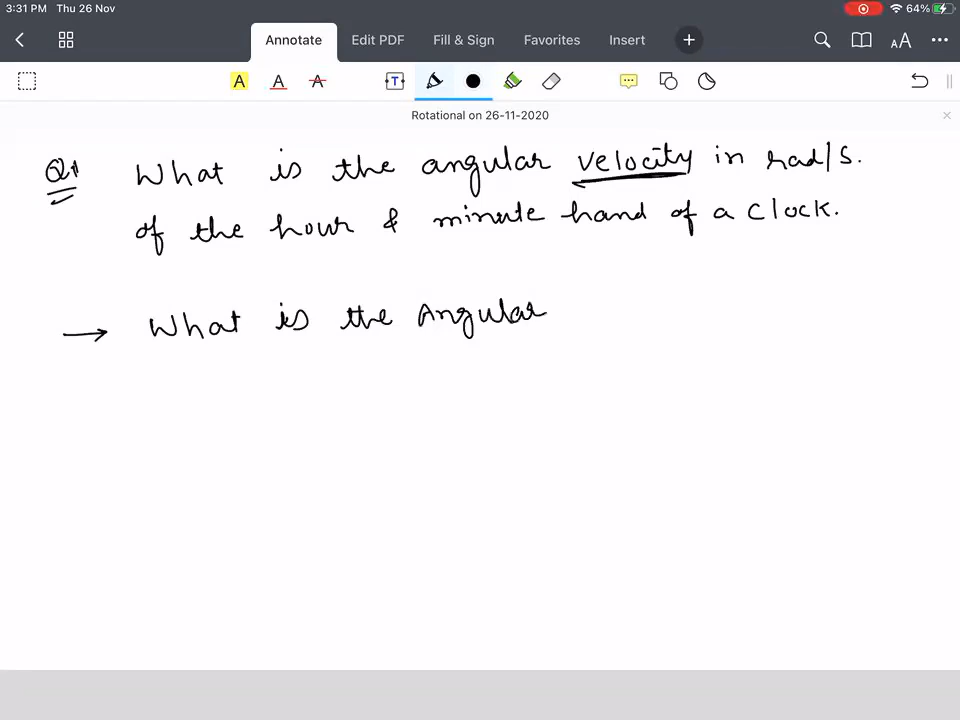 3:31 PM Thu 26 Nov 64%
Annotate Edit PDF Fill & Sign Favorites Insert
Rotational on 26-11-2020
Q1 What is the angular velocity in rad/s.
of the hour & minute hand of a clock.
→ What is the Angular